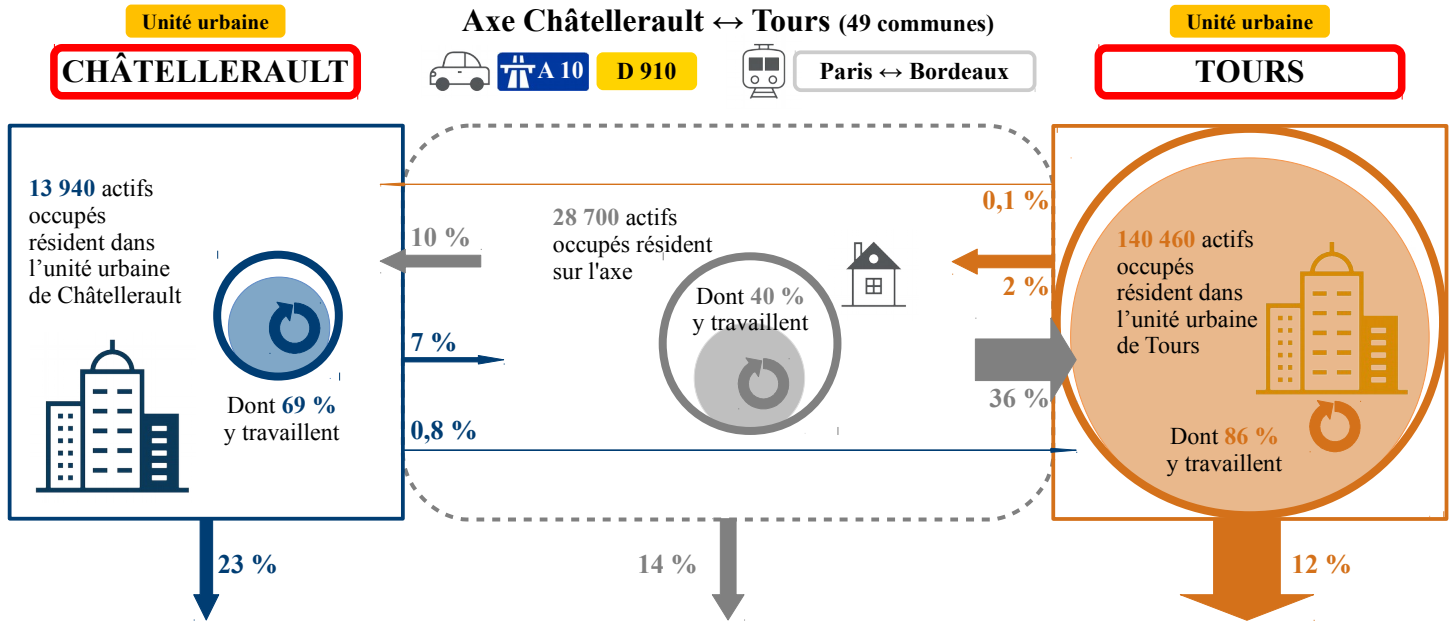 Unité urbaine
CHÂTELLERAULT
Axe Châtellerault ↔ Tours (49 communes)
A 10
D 910
Paris ↔ Bordeaux
Unité urbaine
TOURS
13 940 actifs
occupés
résident dans
l’unité urbaine
de Châtellerault
Dont 69 %
y travaillent
10 %
7 %
0,8 %
28 700 actifs
occupés résident
sur l'axe
Dont 40 %
y travaillent
0,1 %
2 %
36 %
140 460 actifs
occupés
résident dans
l’unité urbaine
de Tours
Dont 86 %
y travaillent
23 %
14 %
12 %